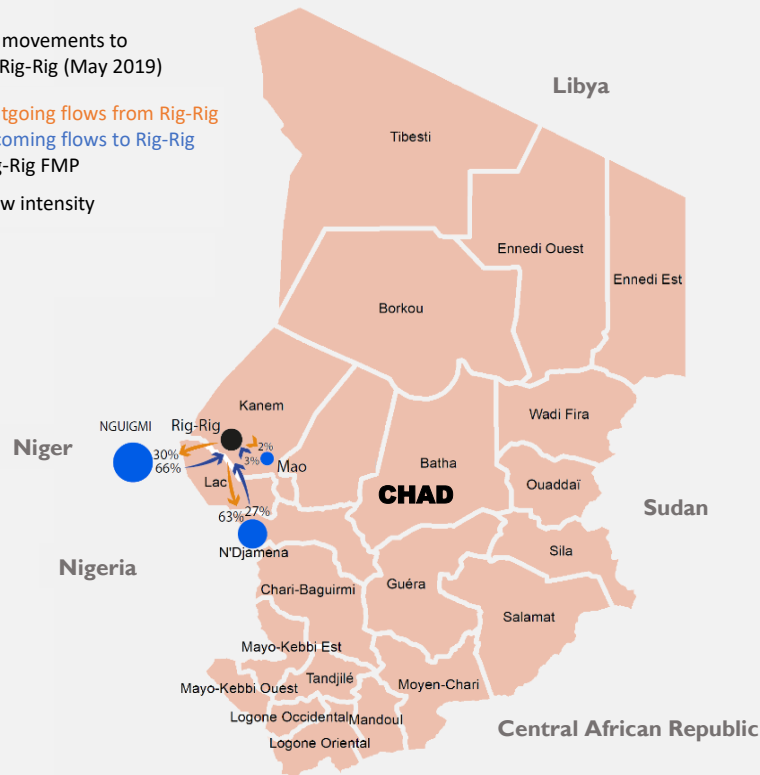 movements to
Rig-Rig (May 2019)
tgoing flows from Rig-Rig
coming flows to Rig-Rig
g-Rig FMP
w intensity
Libya
Tibesti
Ennedi Ouest
Ennedi Est
Borkou
Kanem
Wadi Fira
NGUIGMI
Rig-Rig
Niger
30%
66%
2%
3%
Mao
Batha
Lac
Ouaddaï
CHAD
Sudan
63%
27%
N'Djamena
Sila
Nigeria
Chari-Baguirmi
Guéra
Salamat
Mayo-Kebbi Est
Tandjilé
Mayo-Kebbi Ouest
Moyen-Chari
Logone Occidental
Mandoul
Central African Republic
Logone Oriental